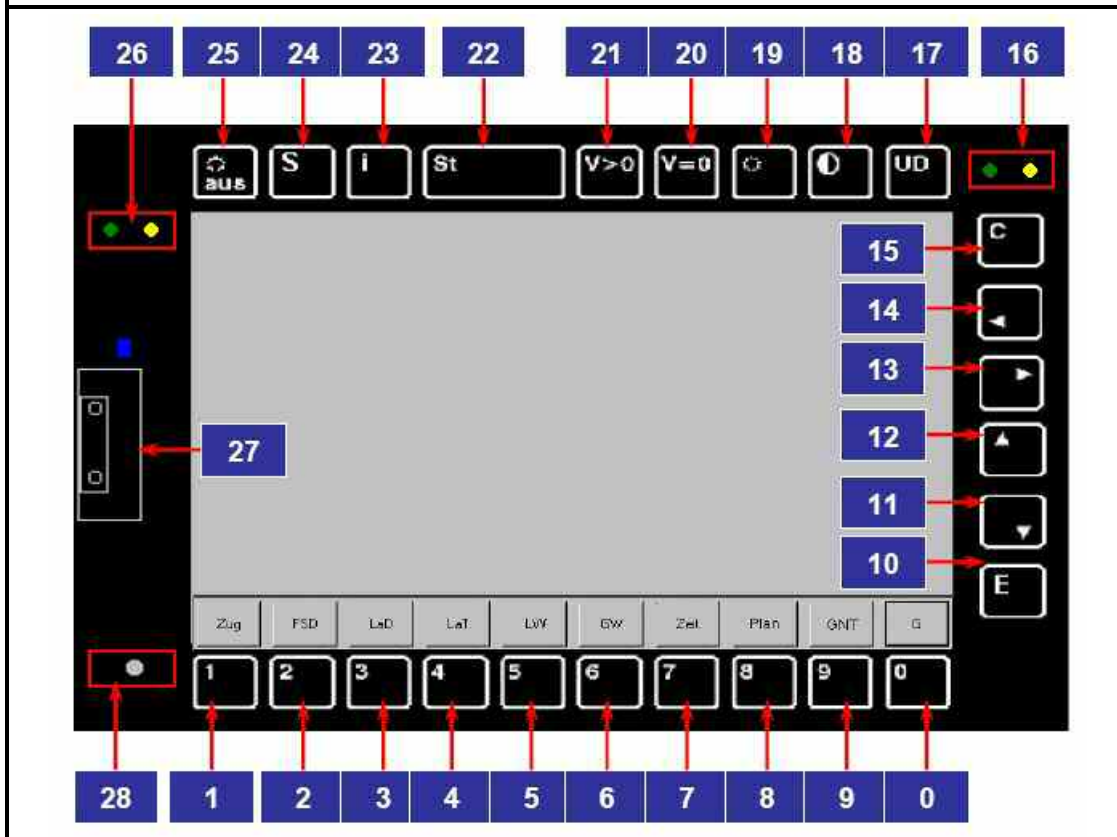 26 25 24 23 22 21 20 19 18 17 16
aus S i St V>0 V=0 UD
C
15
14
13
12
27
11
10
E
Zug FSD LaD LaT LW GW Zeit Plan GNT G
1 2 3 4 5 6 7 8 9 0
28 1 2 3 4 5 6 7 8 9 0